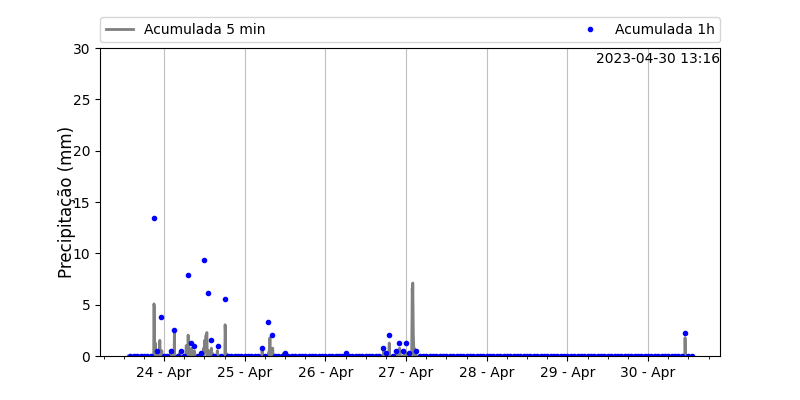 Acumulada 5 min
Acumulada 1h
2023-04-30 13:16
30
25
20
15
10
5
0
Precipitação (mm)
24 - Apr
25 - Apr
26 - Apr
27 - Apr
28 - Apr
29 - Apr
30 - Apr